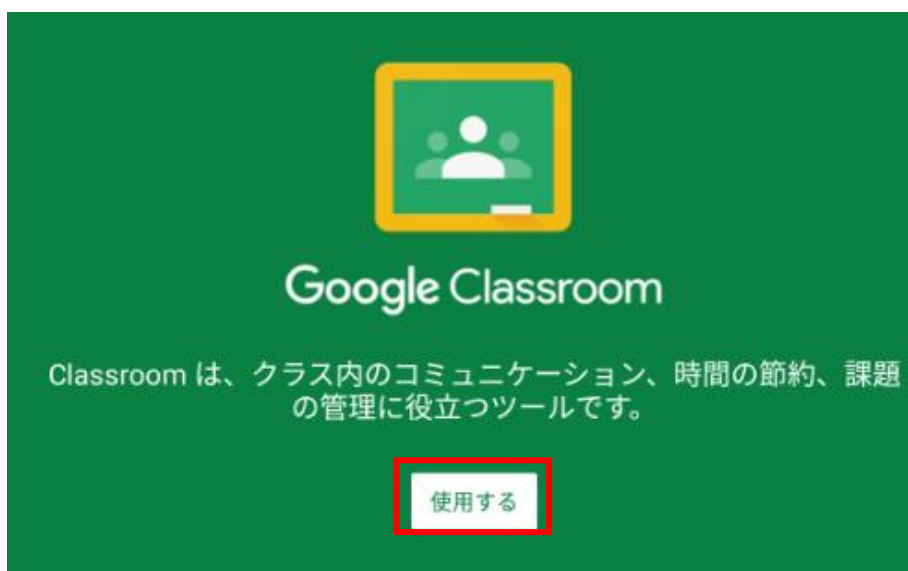 Google Classroom
Classroom は、クラス内のコミュニケーション、時間の節約、課題
の管理に役立つツールです。
使用する